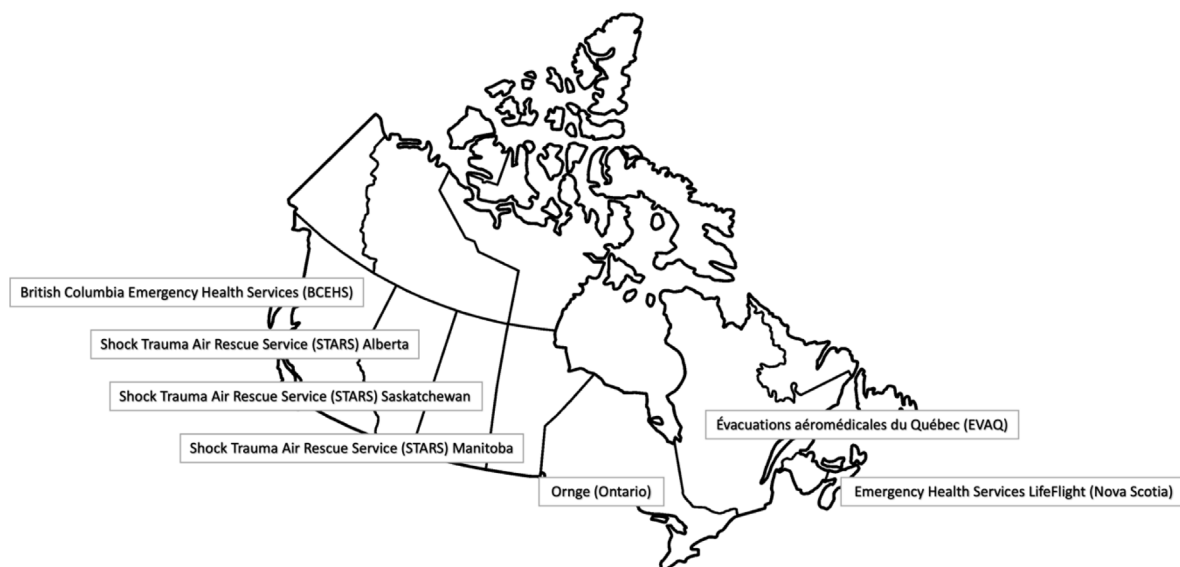 British Columbia Emergency Health Services (BCEHS)
Shock Trauma Air Rescue Service (STARS) Alberta
Shock Trauma Air Rescue Service (STARS) Saskatchewan
Évacuations aéromédicales du Québec (EVAQ)
Shock Trauma Air Rescue Service (STARS) Manitoba
Ornge (Ontario)
Emergency Health Services LifeFlight (Nova Scotia)